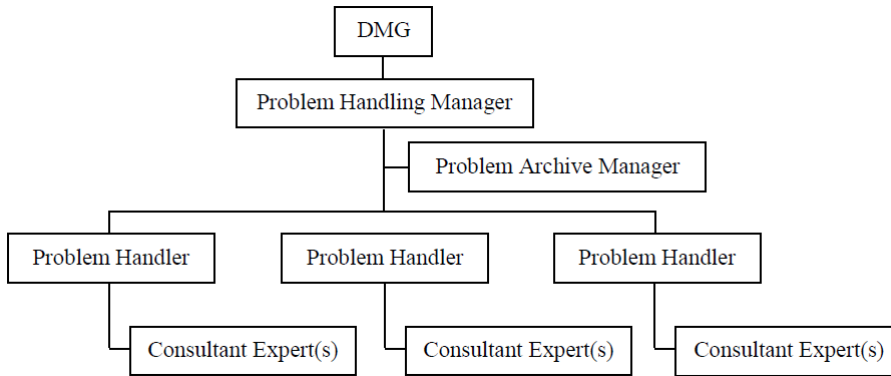 DMG
Problem Handling Manager
Problem Archive Manager
Problem Handler
Problem Handler
Problem Handler
Consultant Expert(s)
Consultant Expert(s)
Consultant Expert(s)